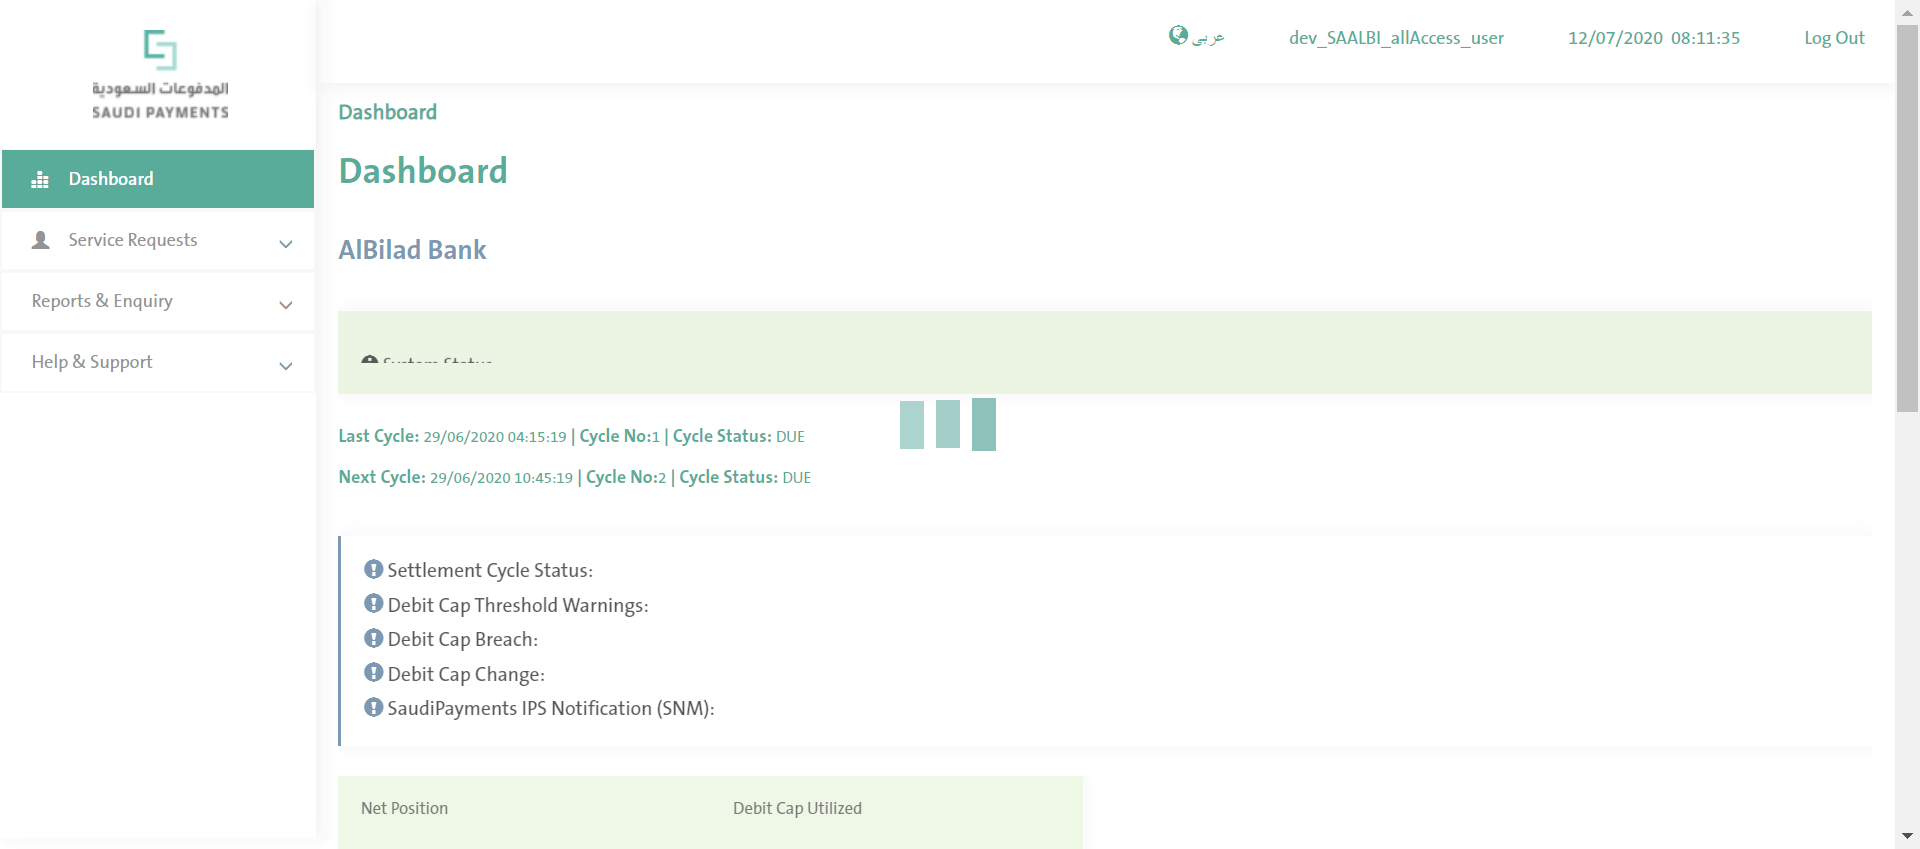 المدفوعات السعودية
SAUDI PAYMENTS
عربى
dev_SAALBI_allAccess_user
12/07/2020 08:11:35
Log Out
Dashboard
Service Requests
Reports & Enquiry
Help & Support
Dashboard
Dashboard
AlBilad Bank
System Status
Last Cycle: 29/06/2020 04:15:19 | Cycle No:1 | Cycle Status: DUE
Next Cycle: 29/06/2020 10:45:19 | Cycle No:2 | Cycle Status: DUE
Settlement Cycle Status:
Debit Cap Threshold Warnings:
Debit Cap Breach:
Debit Cap Change:
SaudiPayments IPS Notification (SNM):
Net Position
Debit Cap Utilized